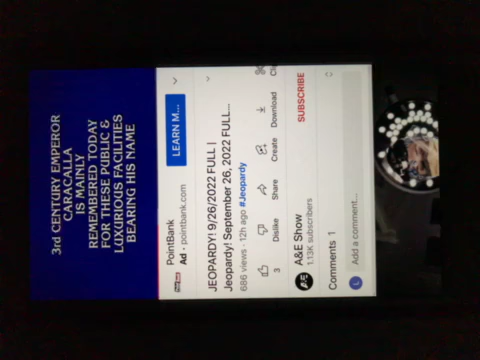 3rd CENTURY EMPEROR
CARACALLA
IS MAINLY
REMEMBERED TODAY
FOR THESE PUBLIC &
LUXURIOUS FACILITIES
BEARING HIS NAME
PointBank
Ad • pointbank.com
LEARN M...
JEOPARDY! 9/26/2022 FULL |
Jeopardy! September 26, 2022 FULL...
686 views • 12h ago #Jeopardy
3
Dislike
Share
Create
Download
A&E Show
1.13K subscribers
SUBSCRIBE
Comments 1
L
Add a comment...